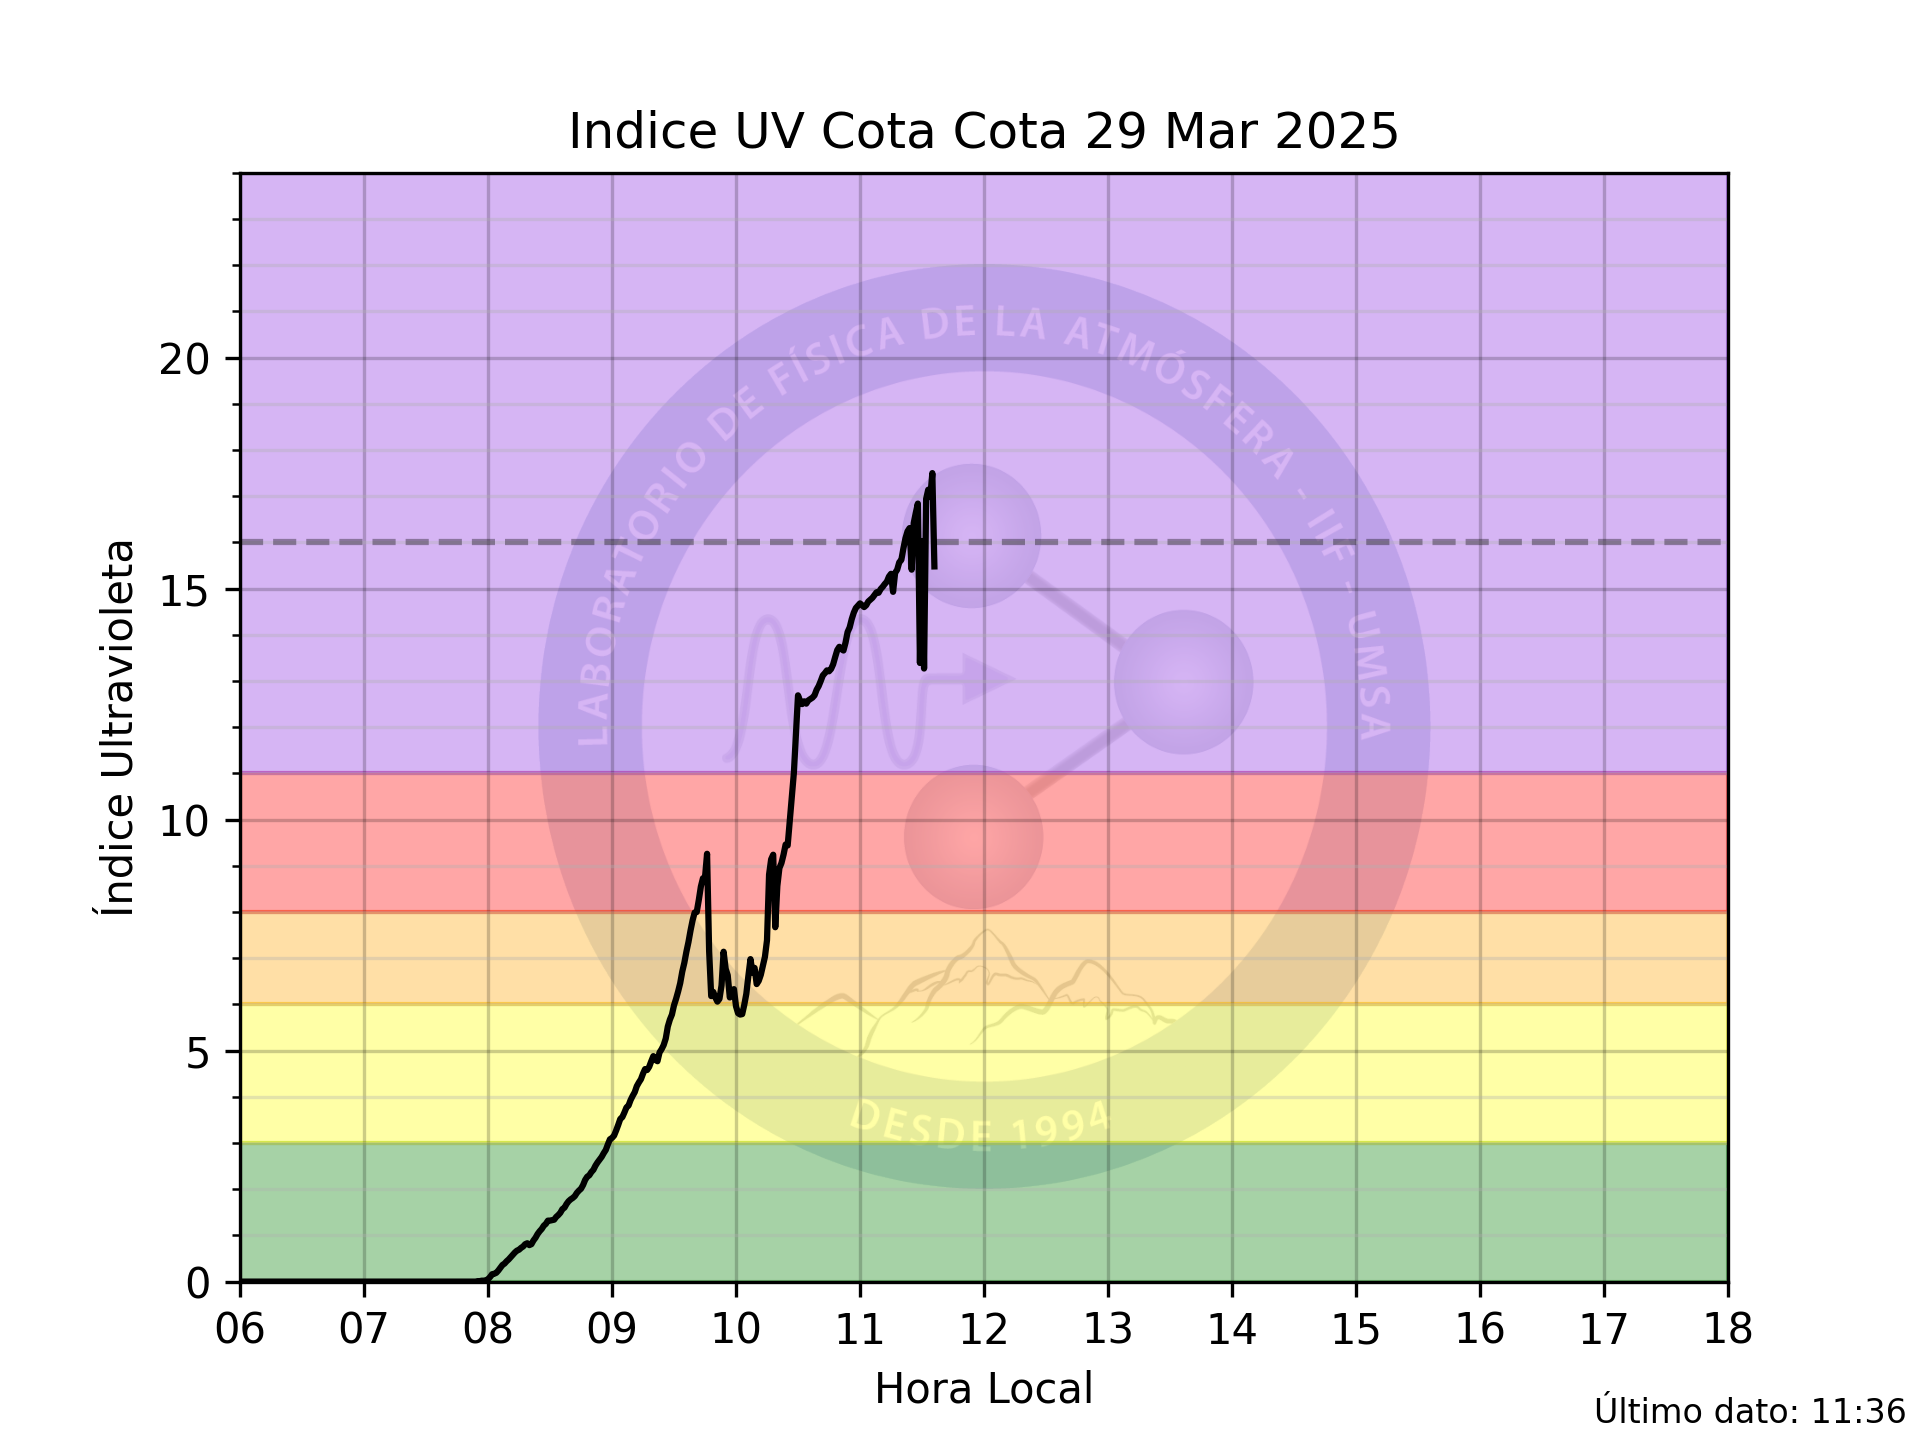 Indice UV Cota Cota 29 Mar 2025
Índice Ultravioleta
20
15
10
5
0
LABORATORIO DE FÍSICA DE LA ATMÓSFERA - IIF - UMSA
DESDE 1994
06 07 08 09 10 11 12 13 14 15 16 17 18
Hora Local
Último dato: 11:36